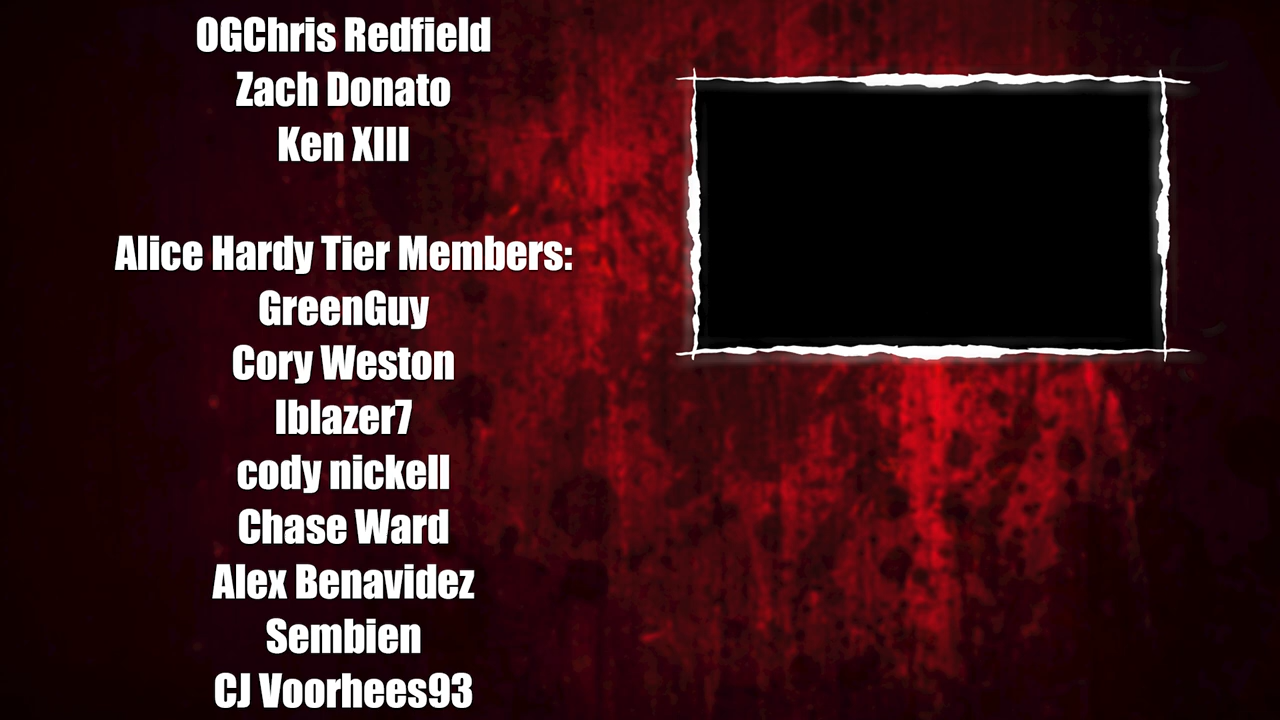 OGChris Redfield
Zach Donato
Ken XIII
Alice Hardy Tier Members:
GreenGuy
Cory Weston
lblazer7
cody nickell
Chase Ward
Alex Benavidez
Sembien
CJ Voorhees93